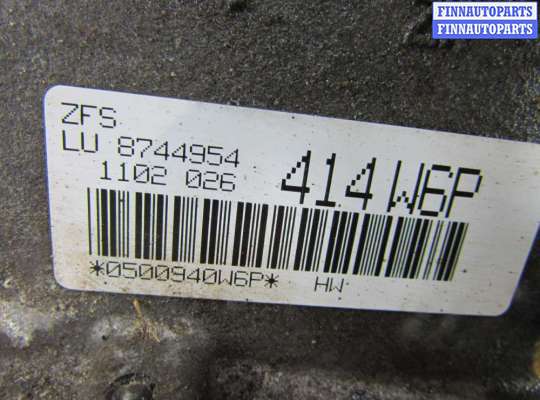 FINNAUTOPARTS
FINNAUTOPARTS
ZFS
LU 8744954
1102 026
414 W6P
*0500940W6P* HW